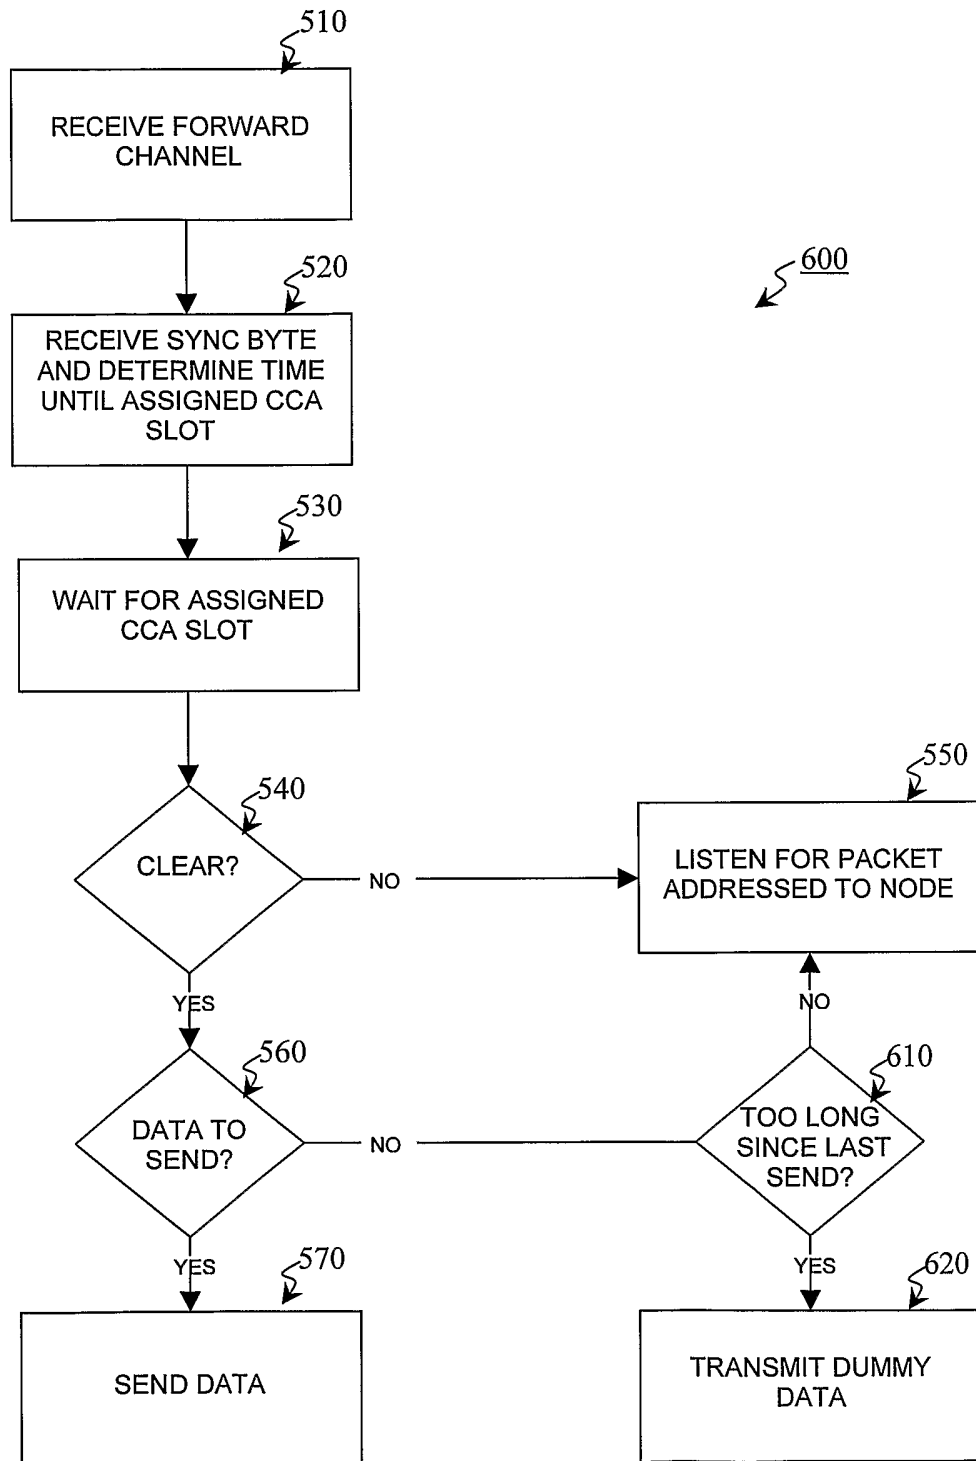 510
RECEIVE FORWARD
CHANNEL
520
600
RECEIVE SYNC BYTE
AND DETERMINE TIME
UNTIL ASSIGNED CCA
SLOT
530
WAIT FOR ASSIGNED
CCA SLOT
540
CLEAR?
NO
550
LISTEN FOR PACKET
ADDRESSED TO NODE
YES
NO
560
DATA TO
SEND?
NO
610
TOO LONG
SINCE LAST
SEND?
YES
YES
570
SEND DATA
620
TRANSMIT DUMMY
DATA